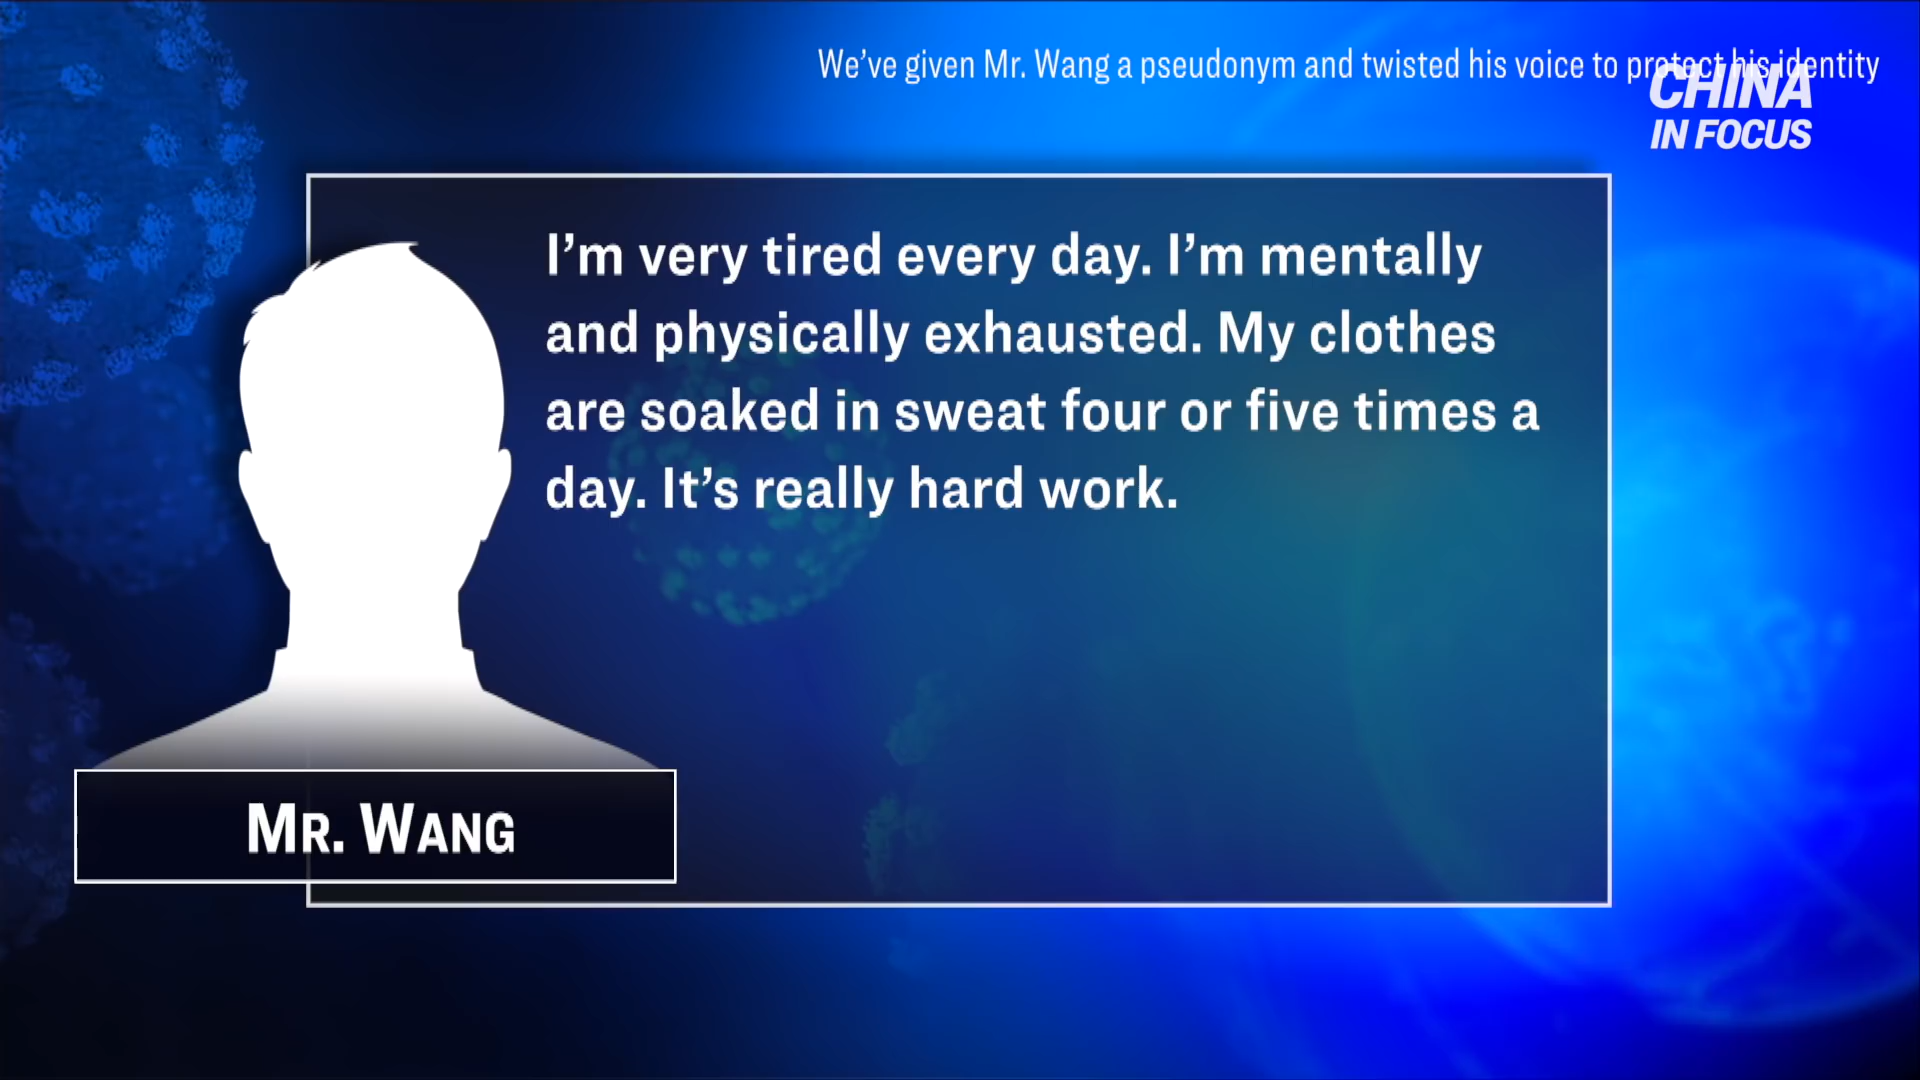 We’ve given Mr. Wang a pseudonym and twisted his voice to protect his identity
CHINA
IN FOCUS
I’m very tired every day. I’m mentally
and physically exhausted. My clothes
are soaked in sweat four or five times a
day. It’s really hard work.
MR. WANG